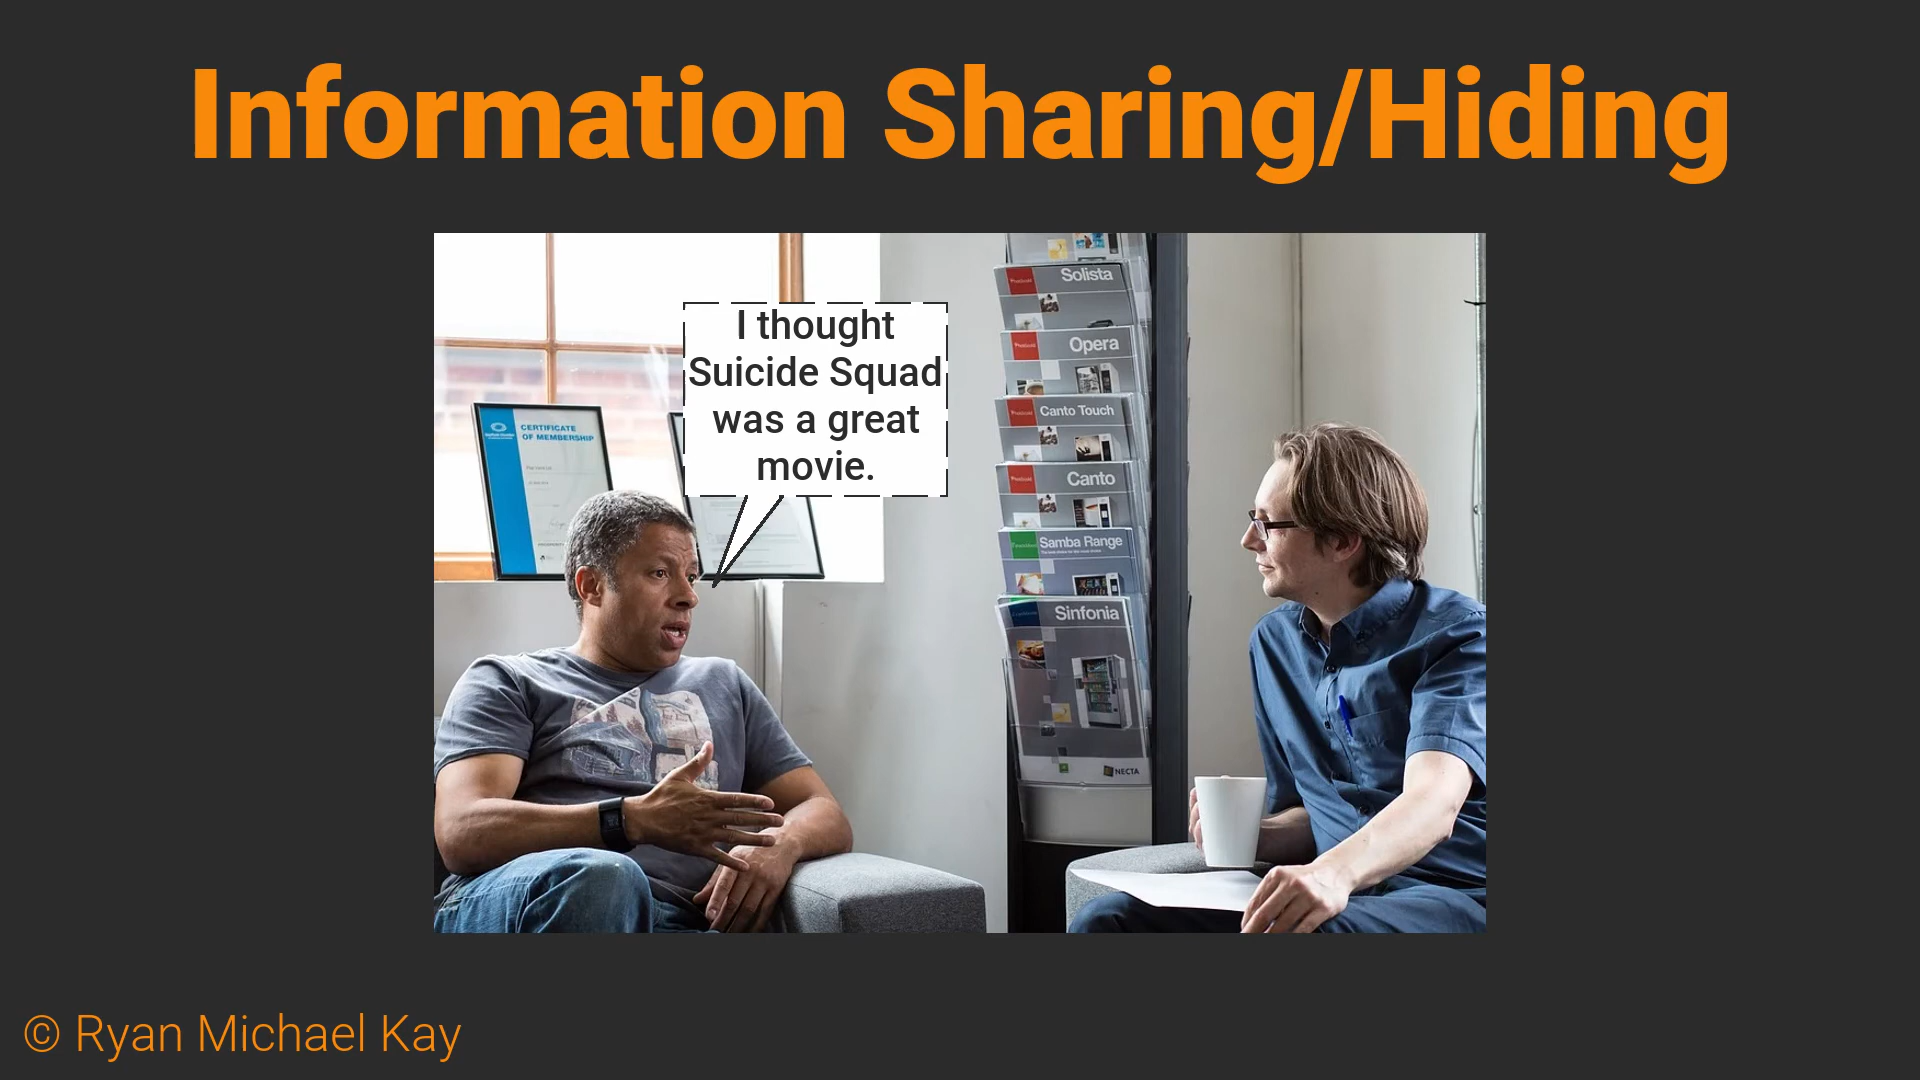 Information Sharing/Hiding
I thought
Suicide Squad
was a great
movie.
CERTIFICATE
OF MEMBERSHIP
Solista
Opera
Canto Touch
Canto
Samba Range
Sinfonia
NECTA
© Ryan Michael Kay